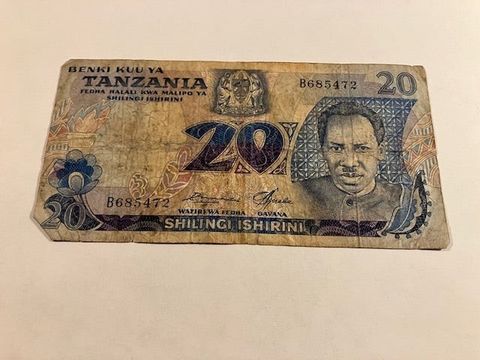 BENKI KUU YA
TANZANIA
FEDHA HALALI KWA MALIPO YA
SHILINGI ISHIRINI
B685472
20
20
B685472
20
WAZIRI WA FEDHA GAVANA
SHILINGI ISHIRINI